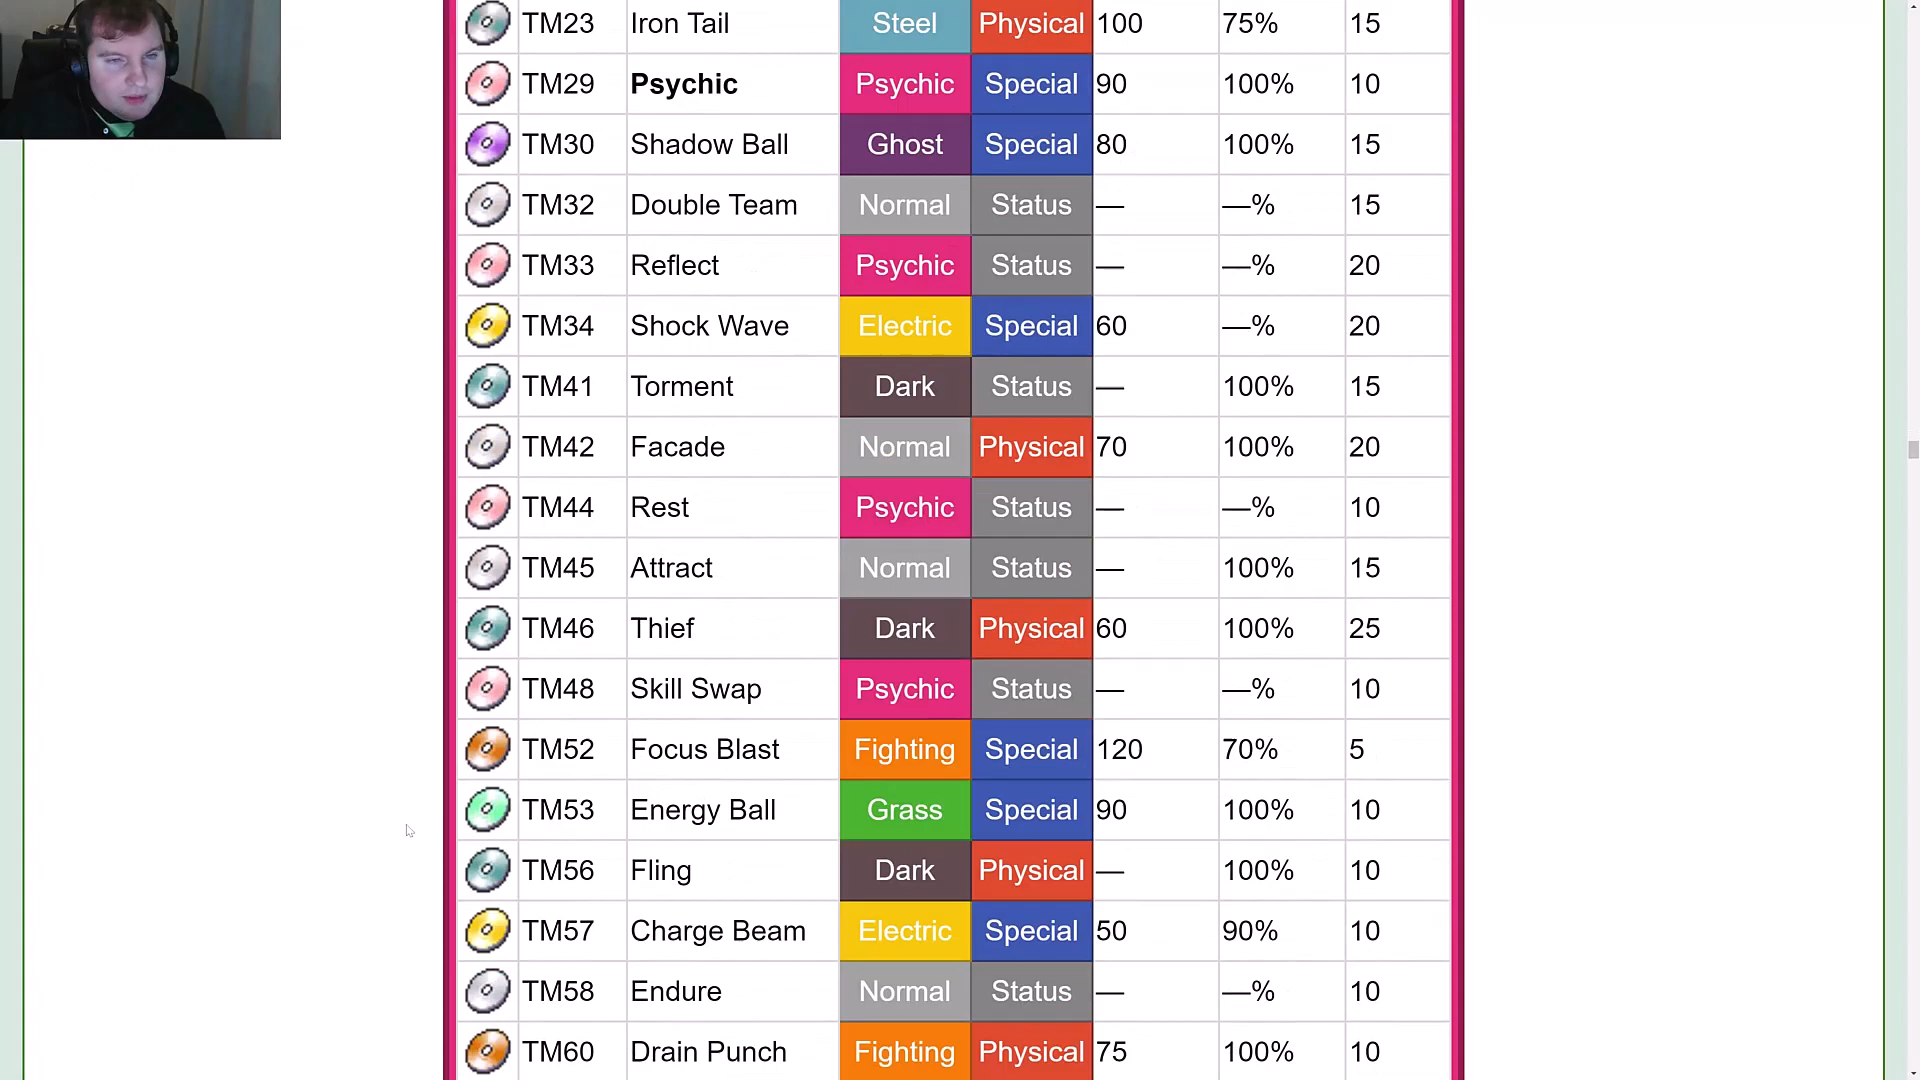 TM23 Iron Tail Steel Physical 100 75% 15
TM29 Psychic Psychic Special 90 100% 10
TM30 Shadow Ball Ghost Special 80 100% 15
TM32 Double Team Normal Status — —% 15
TM33 Reflect Psychic Status — —% 20
TM34 Shock Wave Electric Special 60 —% 20
TM41 Torment Dark Status — 100% 15
TM42 Facade Normal Physical 70 100% 20
TM44 Rest Psychic Status — —% 10
TM45 Attract Normal Status — 100% 15
TM46 Thief Dark Physical 60 100% 25
TM48 Skill Swap Psychic Status — —% 10
TM52 Focus Blast Fighting Special 120 70% 5
TM53 Energy Ball Grass Special 90 100% 10
TM56 Fling Dark Physical — 100% 10
TM57 Charge Beam Electric Special 50 90% 10
TM58 Endure Normal Status — —% 10
TM60 Drain Punch Fighting Physical 75 100% 10